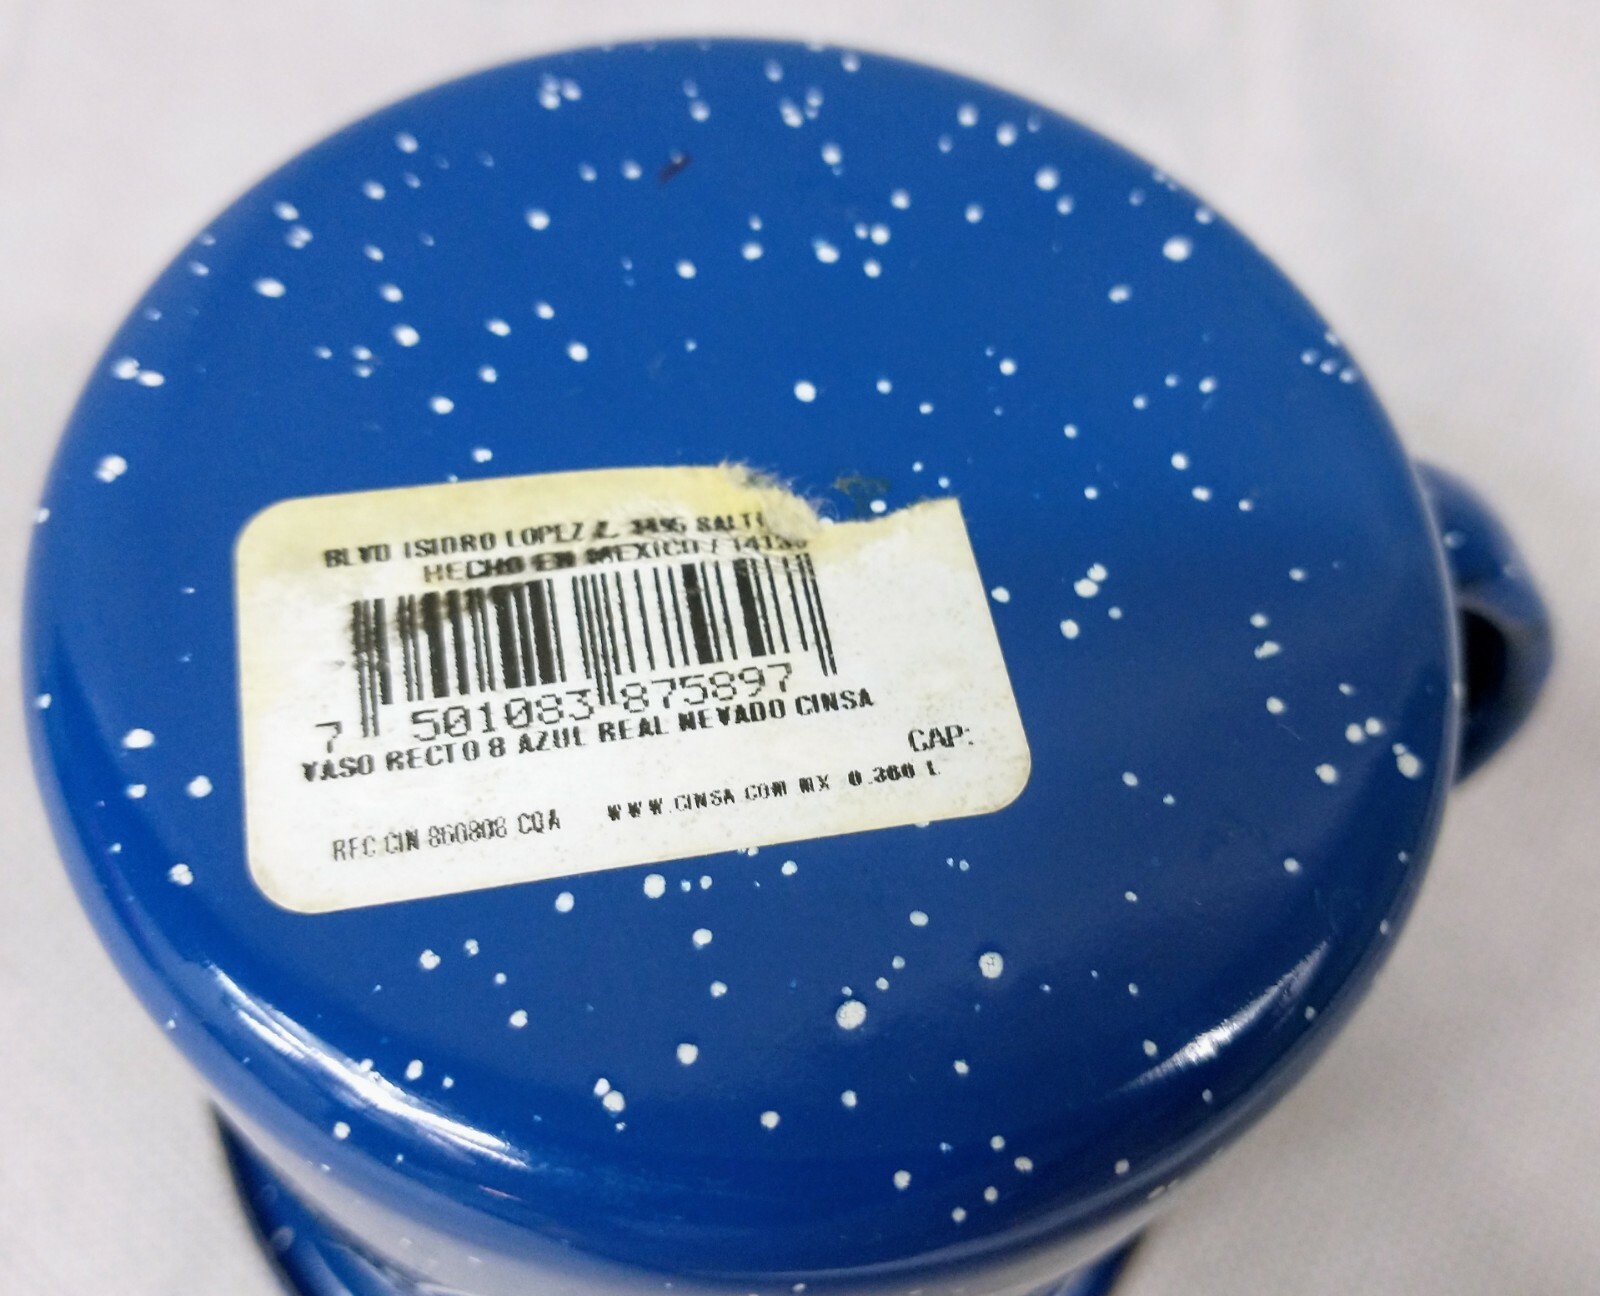 BLVD ISIDRO LOPEZ Z. 3495
HECHO EN MEXICO /
7 501083 875897
VASO RECTO 8 AZUL REAL NEVADO CINSA
CAP:
RFC CIN 860808 CQA WWW.CINSA COM MX 0.360 L